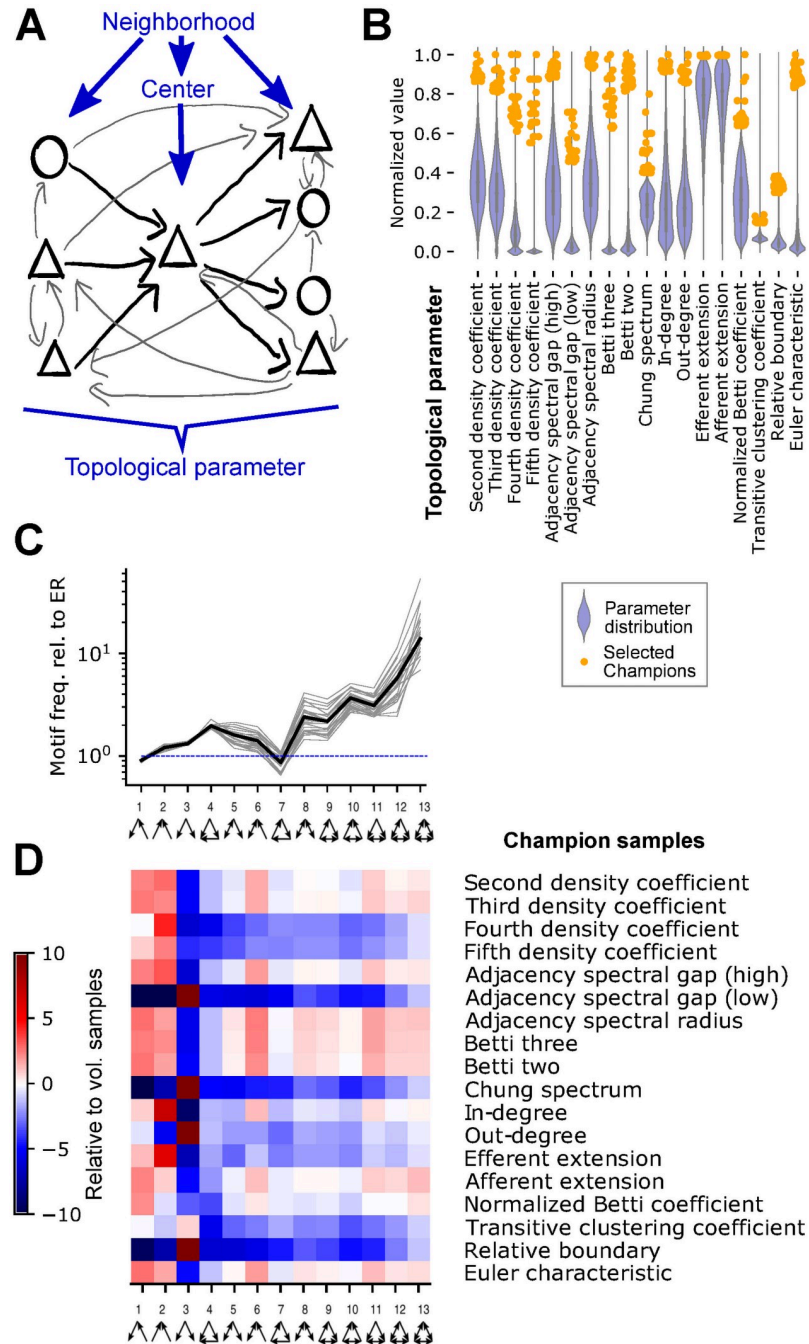 A
Neighborhood
Center
Topological parameter
B
Normalized value
1.0
0.8
0.6
0.4
0.2
0.0
Topological parameter
Second density coefficient
Third density coefficient
Fourth density coefficient
Fifth density coefficient
Adjacency spectral gap (high)
Adjacency spectral gap (low)
Adjacency spectral radius
Betti three
Betti two
Chung spectrum
In-degree
Out-degree
Efferent extension
Afferent extension
Normalized Betti coefficient
Transitive clustering coefficient
Relative boundary
Euler characteristic
Parameter
distribution
Selected
Champions
C
Motif freq. rel. to ER
10^1
10^0
1 2 3 4 5 6 7 8 9 10 11 12 13
D
Champion samples
Relative to vol. samples
10
5
0
−5
−10
Second density coefficient
Third density coefficient
Fourth density coefficient
Fifth density coefficient
Adjacency spectral gap (high)
Adjacency spectral gap (low)
Adjacency spectral radius
Betti three
Betti two
Chung spectrum
In-degree
Out-degree
Efferent extension
Afferent extension
Normalized Betti coefficient
Transitive clustering coefficient
Relative boundary
Euler characteristic
1 2 3 4 5 6 7 8 9 10 11 12 13